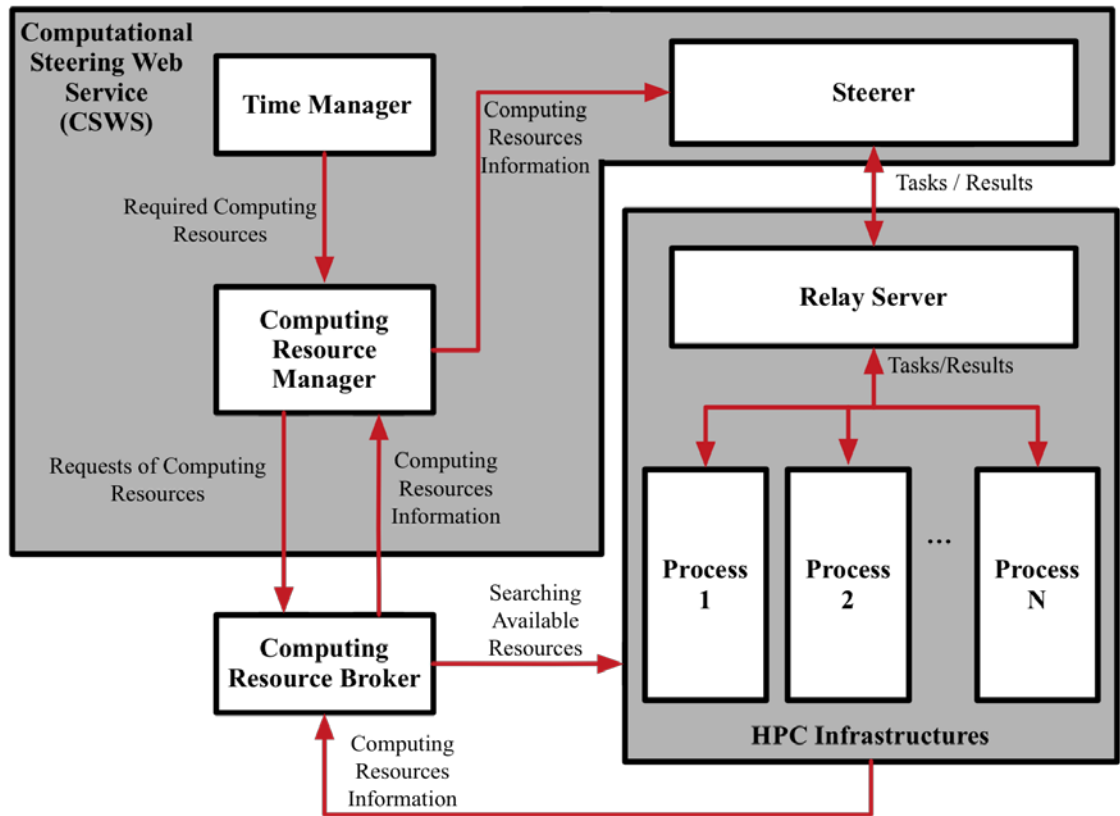 Computational
Steering Web
Service
(CSWS)
Time Manager
Steerer
Computing
Resources
Information
Tasks / Results
Required Computing
Resources
Relay Server
Computing
Resource
Manager
Tasks/Results
Requests of Computing
Resources
Computing
Resources
Information
Process
1
Process
2
...
Process
N
Searching
Available
Resources
Computing
Resource Broker
HPC Infrastructures
Computing
Resources
Information